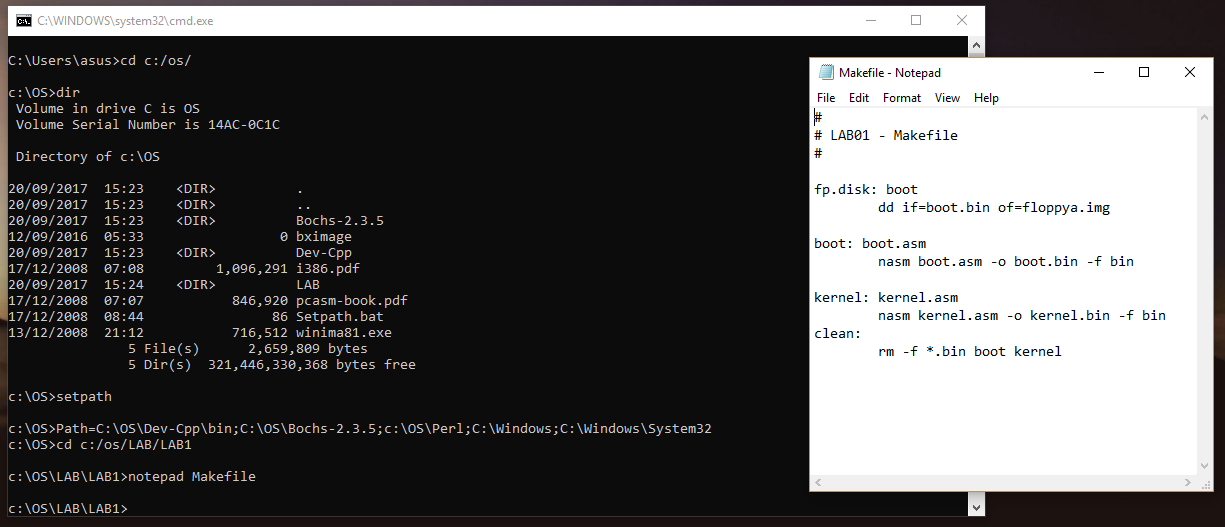 C:\WINDOWS\system32\cmd.exe
C:\Users\asus>cd c:/os/
c:\OS>dir
 Volume in drive C is OS
 Volume Serial Number is 14AC-0C1C
 Directory of c:\OS
20/09/2017  15:23    <DIR>          .
20/09/2017  15:23    <DIR>          ..
20/09/2017  15:23    <DIR>          Bochs-2.3.5
12/09/2016  05:33                 0 bximage
20/09/2017  15:23    <DIR>          Dev-Cpp
17/12/2008  07:08         1,096,291 i386.pdf
20/09/2017  15:24    <DIR>          LAB
17/12/2008  07:07           846,920 pcasm-book.pdf
17/12/2008  08:44                86 Setpath.bat
13/12/2008  21:12           716,512 winima81.exe
               5 File(s)      2,659,809 bytes
               5 Dir(s)  321,446,330,368 bytes free
c:\OS>setpath
c:\OS>Path=C:\OS\Dev-Cpp\bin;C:\OS\Bochs-2.3.5;c:\OS\Perl;C:\Windows;C:\Windows\System32
c:\OS>cd c:/os/LAB/LAB1
c:\OS\LAB\LAB1>notepad Makefile
c:\OS\LAB\LAB1>
Makefile - Notepad
File Edit Format View Help
#
# LAB01 - Makefile
#
fp.disk: boot
        dd if=boot.bin of=floppya.img
boot: boot.asm
        nasm boot.asm -o boot.bin -f bin
kernel: kernel.asm
        nasm kernel.asm -o kernel.bin -f bin
clean:
        rm -f *.bin boot kernel